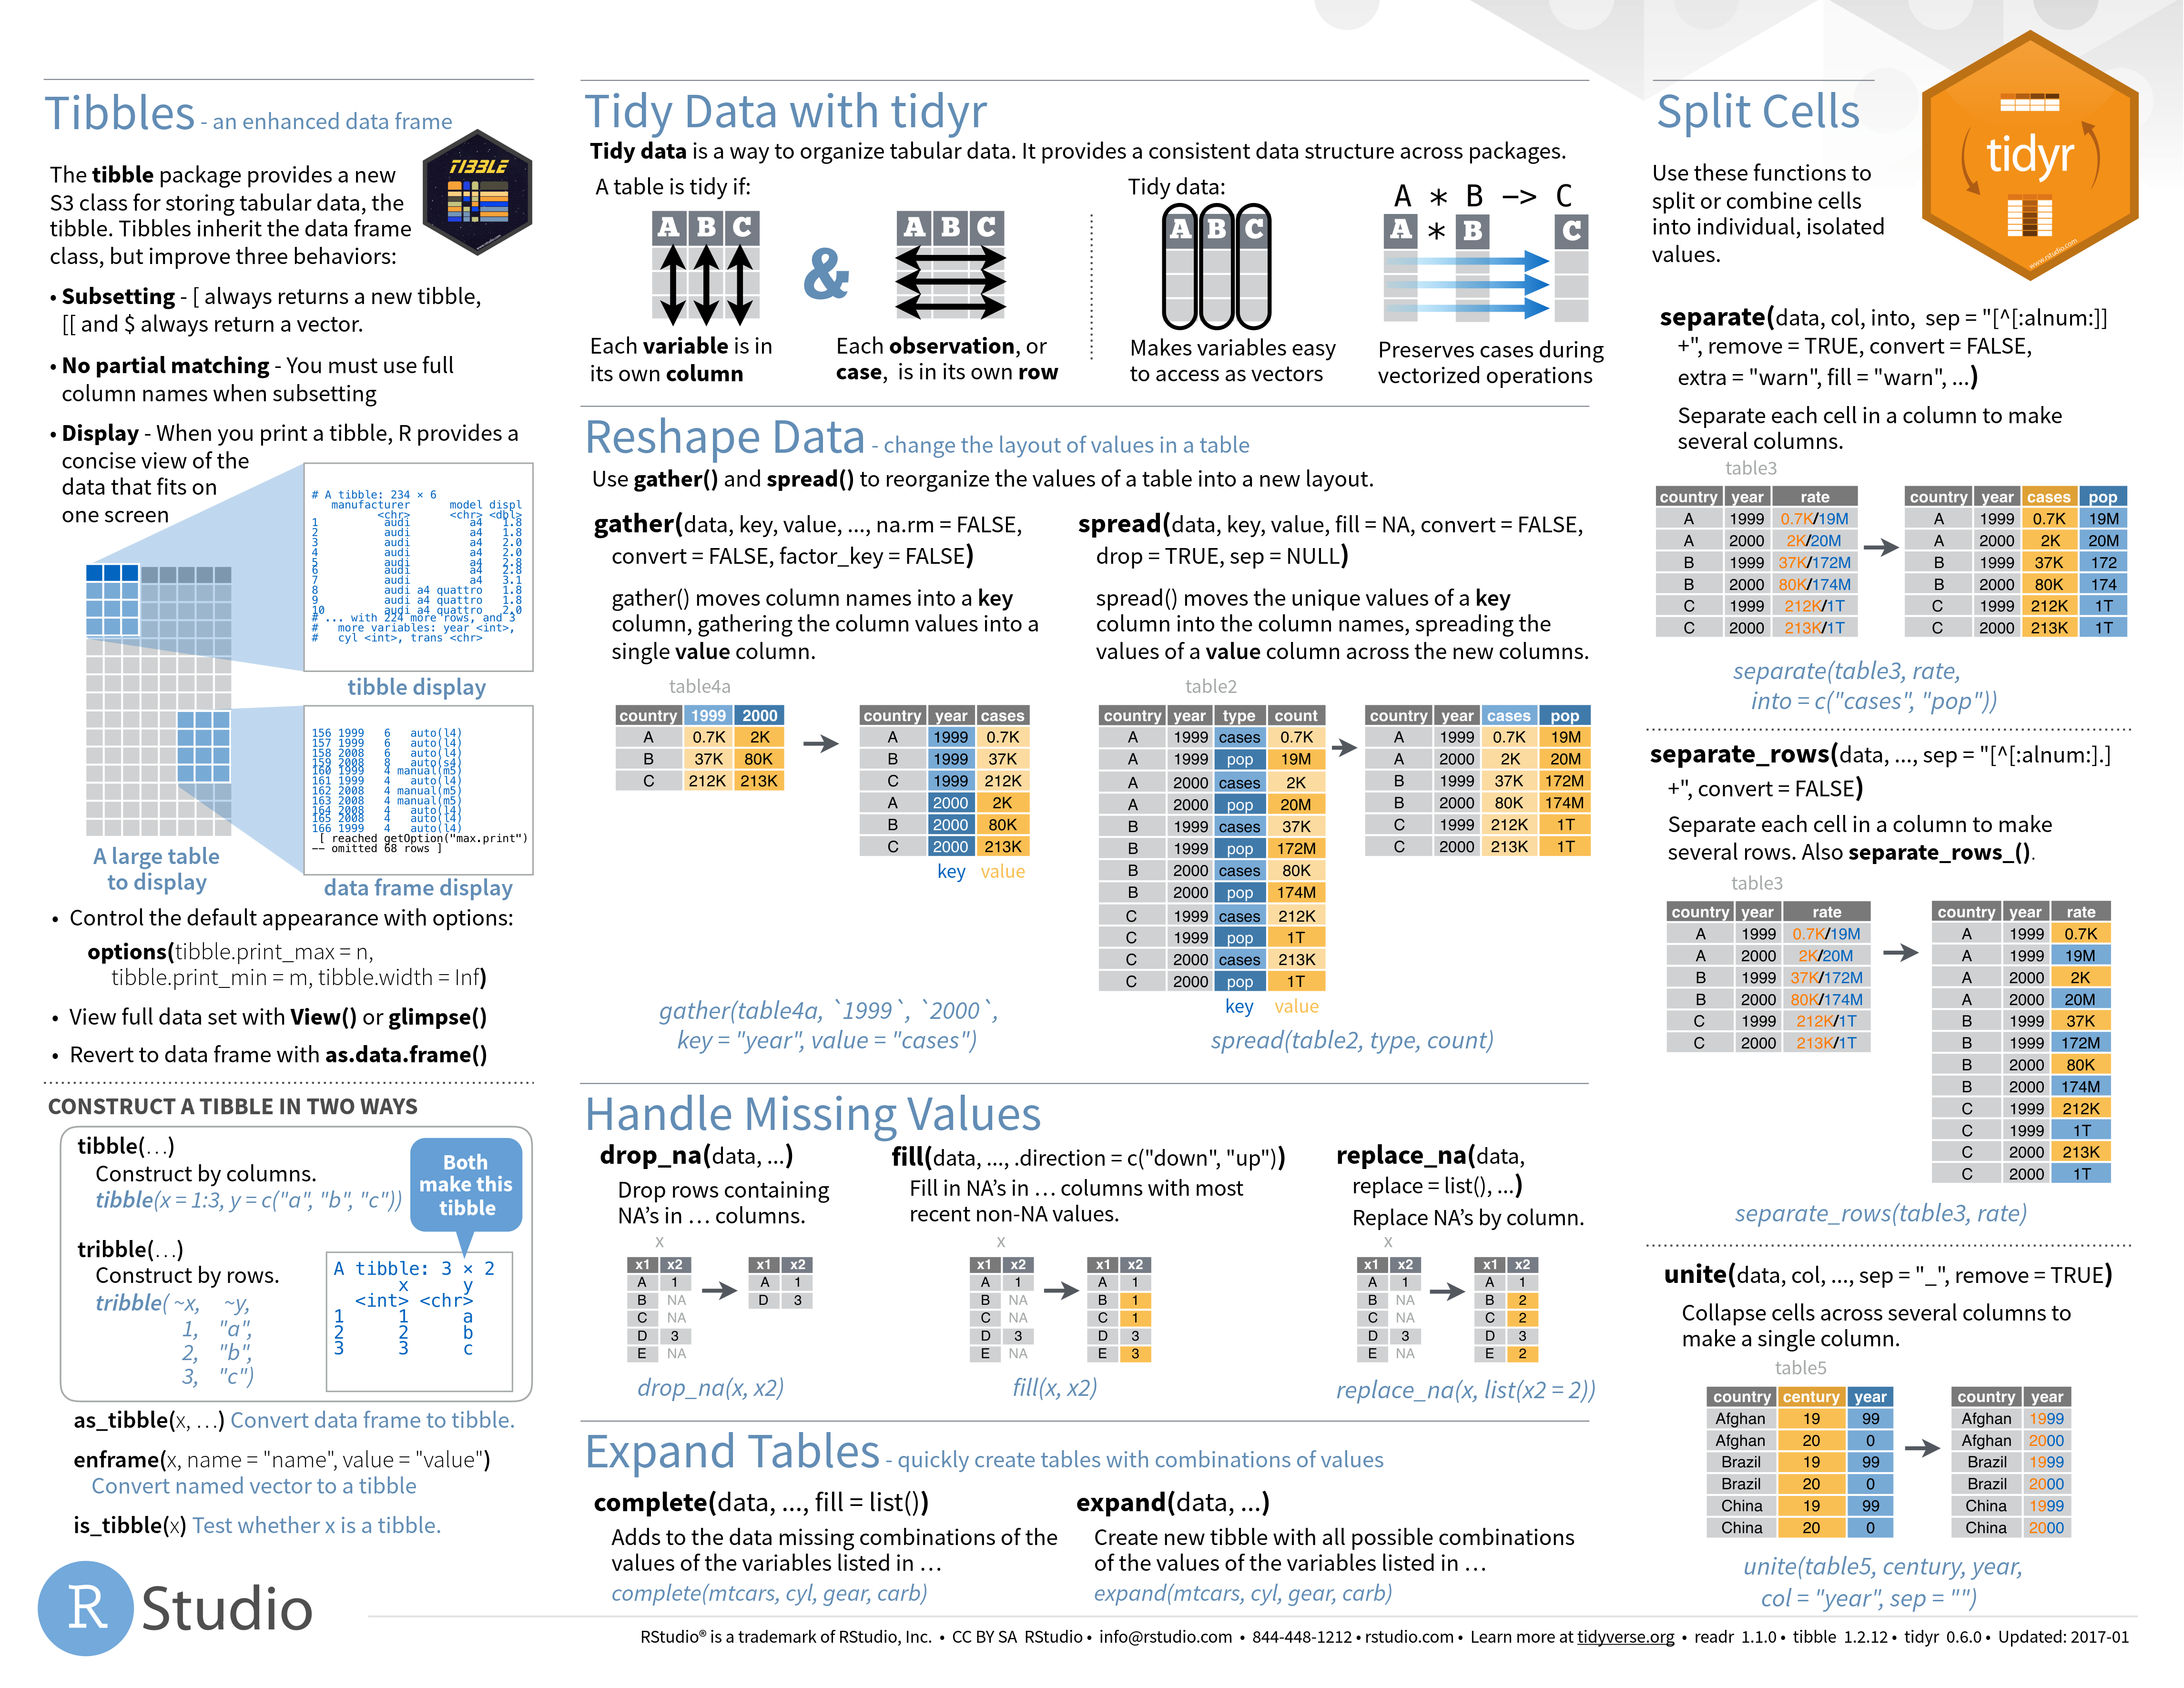 Tibbles - an enhanced data frame
TIBBLE
The tibble package provides a new
S3 class for storing tabular data, the
tibble. Tibbles inherit the data frame
class, but improve three behaviors:
• Subsetting - [ always returns a new tibble,
[[ and $ always return a vector.
• No partial matching - You must use full
column names when subsetting
• Display - When you print a tibble, R provides a
concise view of the
data that fits on
one screen
# A tibble: 234 × 6
manufacturer model displ
<chr> <chr> <dbl>
1 audi a4 1.8
2 audi a4 1.8
3 audi a4 2.0
4 audi a4 2.0
5 audi a4 2.8
6 audi a4 2.8
7 audi a4 3.1
8 audi a4 quattro 1.8
9 audi a4 quattro 1.8
10 audi a4 quattro 2.0
# ... with 224 more rows, and 3
# more variables: year <int>,
# cyl <int>, trans <chr>
tibble display
156 1999 6 auto(l4)
157 1999 6 auto(l4)
158 2008 6 auto(l4)
159 2008 8 auto(s4)
160 1999 4 manual(m5)
161 1999 4 auto(l4)
162 2008 4 manual(m5)
163 2008 4 manual(m5)
164 2008 4 auto(l4)
165 2008 4 auto(l4)
166 1999 4 auto(l4)
[ reached getOption("max.print")
-- omitted 68 rows ]
A large table
to display
data frame display
• Control the default appearance with options:
options(tibble.print_max = n,
tibble.print_min = m, tibble.width = Inf)
• View full data set with View() or glimpse()
• Revert to data frame with as.data.frame()
CONSTRUCT A TIBBLE IN TWO WAYS
tibble(…)
Construct by columns.
tibble(x = 1:3, y = c("a", "b", "c"))
Both
make this
tibble
tribble(…)
Construct by rows.
tribble( ~x, ~y,
1, "a",
2, "b",
3, "c")
A tibble: 3 × 2
x y
<int> <chr>
1 1 a
2 2 b
3 3 c
as_tibble(x, …) Convert data frame to tibble.
enframe(x, name = "name", value = "value")
Convert named vector to a tibble
is_tibble(x) Test whether x is a tibble.
R Studio
Tidy Data with tidyr
Tidy data is a way to organize tabular data. It provides a consistent data structure across packages.
A table is tidy if:
A B C
&
A B C
Each variable is in
its own column
Each observation, or
case, is in its own row
Tidy data:
A B C
Makes variables easy
to access as vectors
A * B -> C
A * B C
Preserves cases during
vectorized operations
Reshape Data - change the layout of values in a table
Use gather() and spread() to reorganize the values of a table into a new layout.
gather(data, key, value, ..., na.rm = FALSE,
convert = FALSE, factor_key = FALSE)
gather() moves column names into a key
column, gathering the column values into a
single value column.
table4a
country 1999 2000
A 0.7K 2K
B 37K 80K
C 212K 213K
country year cases
A 1999 0.7K
B 1999 37K
C 1999 212K
A 2000 2K
B 2000 80K
C 2000 213K
key value
gather(table4a, `1999`, `2000`,
key = "year", value = "cases")
spread(data, key, value, fill = NA, convert = FALSE,
drop = TRUE, sep = NULL)
spread() moves the unique values of a key
column into the column names, spreading the
values of a value column across the new columns.
table2
country year type count
A 1999 cases 0.7K
A 1999 pop 19M
A 2000 cases 2K
A 2000 pop 20M
B 1999 cases 37K
B 1999 pop 172M
B 2000 cases 80K
B 2000 pop 174M
C 1999 cases 212K
C 1999 pop 1T
C 2000 cases 213K
C 2000 pop 1T
key value
country year cases pop
A 1999 0.7K 19M
A 2000 2K 20M
B 1999 37K 172M
B 2000 80K 174M
C 1999 212K 1T
C 2000 213K 1T
spread(table2, type, count)
Handle Missing Values
drop_na(data, ...)
Drop rows containing
NA's in … columns.
x
x1 x2
A 1
B NA
C NA
D 3
E NA
x1 x2
A 1
D 3
drop_na(x, x2)
fill(data, ..., .direction = c("down", "up"))
Fill in NA's in … columns with most
recent non-NA values.
x
x1 x2
A 1
B NA
C NA
D 3
E NA
x1 x2
A 1
B 1
C 1
D 3
E 3
fill(x, x2)
replace_na(data,
replace = list(), ...)
Replace NA's by column.
x
x1 x2
A 1
B NA
C NA
D 3
E NA
x1 x2
A 1
B 2
C 2
D 3
E 2
replace_na(x, list(x2 = 2))
Expand Tables - quickly create tables with combinations of values
complete(data, ..., fill = list())
Adds to the data missing combinations of the
values of the variables listed in …
complete(mtcars, cyl, gear, carb)
expand(data, ...)
Create new tibble with all possible combinations
of the values of the variables listed in …
expand(mtcars, cyl, gear, carb)
Split Cells
tidyr
www.rstudio.com
Use these functions to
split or combine cells
into individual, isolated
values.
separate(data, col, into, sep = "[^[:alnum:]]
+", remove = TRUE, convert = FALSE,
extra = "warn", fill = "warn", ...)
Separate each cell in a column to make
several columns.
table3
country year rate
A 1999 0.7K/19M
A 2000 2K/20M
B 1999 37K/172M
B 2000 80K/174M
C 1999 212K/1T
C 2000 213K/1T
country year cases pop
A 1999 0.7K 19M
A 2000 2K 20M
B 1999 37K 172
B 2000 80K 174
C 1999 212K 1T
C 2000 213K 1T
separate(table3, rate,
into = c("cases", "pop"))
separate_rows(data, ..., sep = "[^[:alnum:].]
+", convert = FALSE)
Separate each cell in a column to make
several rows. Also separate_rows_().
table3
country year rate
A 1999 0.7K/19M
A 2000 2K/20M
B 1999 37K/172M
B 2000 80K/174M
C 1999 212K/1T
C 2000 213K/1T
country year rate
A 1999 0.7K
A 1999 19M
A 2000 2K
A 2000 20M
B 1999 37K
B 1999 172M
B 2000 80K
B 2000 174M
C 1999 212K
C 1999 1T
C 2000 213K
C 2000 1T
separate_rows(table3, rate)
unite(data, col, ..., sep = "_", remove = TRUE)
Collapse cells across several columns to
make a single column.
table5
country century year
Afghan 19 99
Afghan 20 0
Brazil 19 99
Brazil 20 0
China 19 99
China 20 0
country year
Afghan 1999
Afghan 2000
Brazil 1999
Brazil 2000
China 1999
China 2000
unite(table5, century, year,
col = "year", sep = "")
RStudio® is a trademark of RStudio, Inc. • CC BY SA RStudio • info@rstudio.com • 844-448-1212 • rstudio.com • Learn more at tidyverse.org • readr 1.1.0 • tibble 1.2.12 • tidyr 0.6.0 • Updated: 2017-01